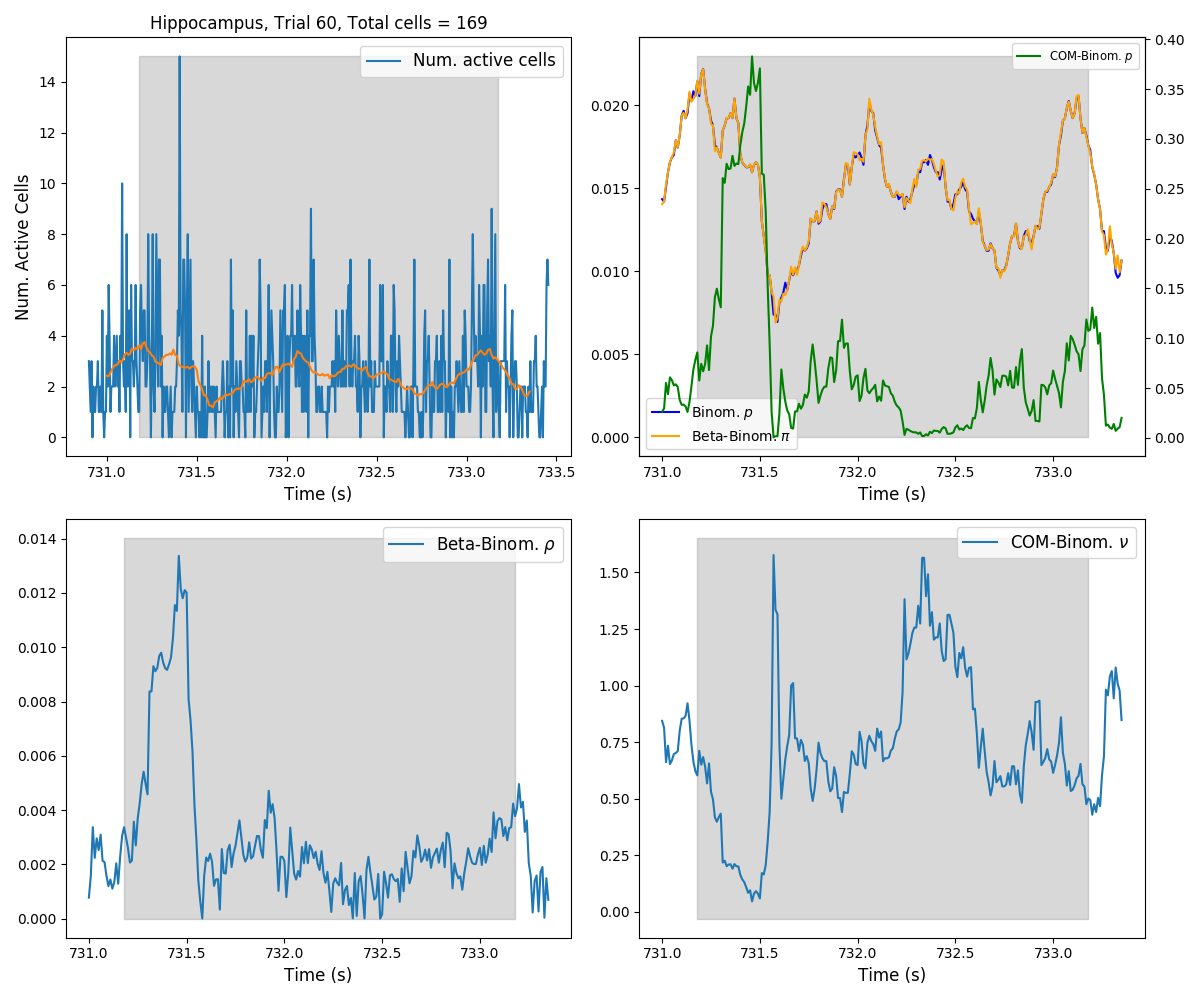 Hippocampus, Trial 60, Total cells = 169
Num. active cells
Num. Active Cells
14
12
10
8
6
4
2
0
731.0 731.5 732.0 732.5 733.0 733.5
Time (s)
COM-Binom. p
0.020
0.015
0.010
0.005
0.000
0.40
0.35
0.30
0.25
0.20
0.15
0.10
0.05
0.00
Binom. p
Beta-Binom. π
731.0 731.5 732.0 732.5 733.0
Time (s)
Beta-Binom. ρ
0.014
0.012
0.010
0.008
0.006
0.004
0.002
0.000
731.0 731.5 732.0 732.5 733.0
Time (s)
COM-Binom. ν
1.50
1.25
1.00
0.75
0.50
0.25
0.00
731.0 731.5 732.0 732.5 733.0
Time (s)